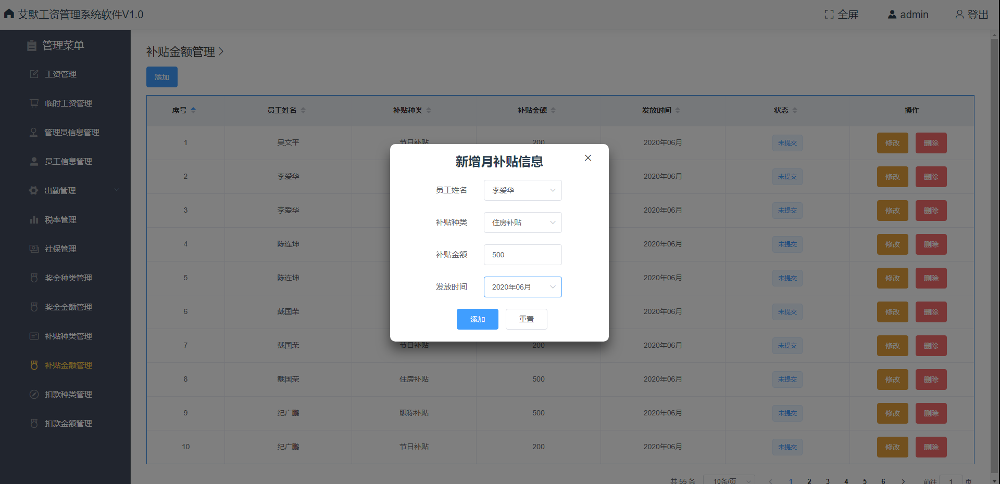 艾默工资管理系统软件V1.0
全屏
admin
登出
管理菜单
工资管理
临时工资管理
管理员信息管理
员工信息管理
出勤管理
税率管理
社保管理
奖金种类管理
奖金金额管理
补贴种类管理
补贴金额管理
扣款种类管理
扣款金额管理
补贴金额管理
添加
序号 员工姓名 补贴种类 补贴金额 发放时间 状态 操作
1 吴文平 节日补贴 200 2020年06月 未提交 修改 删除
2 李爱华 2020年06月 未提交 修改 删除
3 李爱华 2020年06月 未提交 修改 删除
4 陈连坤 2020年06月 未提交 修改 删除
5 陈连坤 2020年06月 未提交 修改 删除
6 戴国荣 2020年06月 未提交 修改 删除
7 戴国荣 节日补贴 200 2020年06月 未提交 修改 删除
8 戴国荣 住房补贴 500 2020年06月 未提交 修改 删除
9 纪广鹏 职称补贴 500 2020年06月 未提交 修改 删除
10 纪广鹏 节日补贴 200 2020年06月 未提交 修改 删除
共 55 条 10条/页 1 2 3 4 5 6 前往 1 页
新增月补贴信息
员工姓名 李爱华
补贴种类 住房补贴
补贴金额 500
发放时间 2020年06月
添加 重置